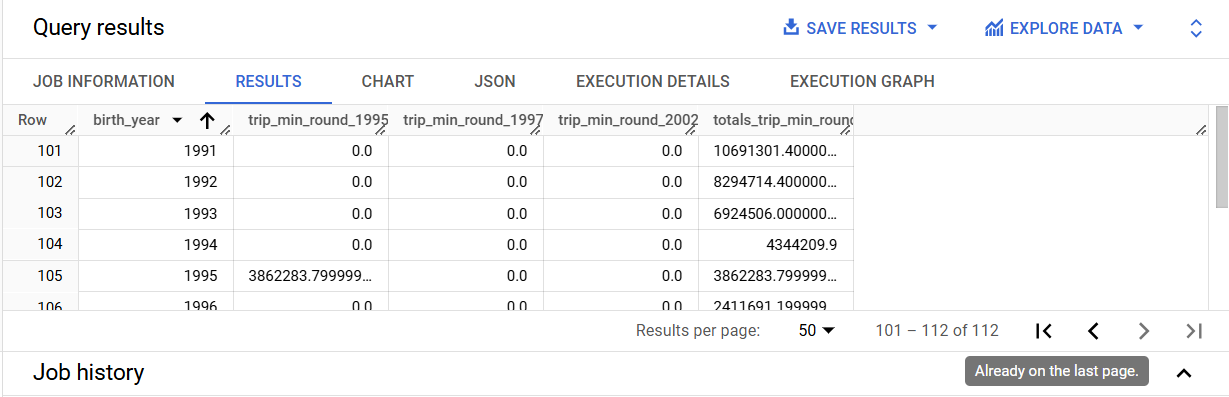 Query results SAVE RESULTS EXPLORE DATA
JOB INFORMATION RESULTS CHART JSON EXECUTION DETAILS EXECUTION GRAPH
Row birth_year trip_min_round_1995 trip_min_round_1997 trip_min_round_2002 totals_trip_min_round
101 1991 0.0 0.0 0.0 10691301.40000...
102 1992 0.0 0.0 0.0 8294714.400000...
103 1993 0.0 0.0 0.0 6924506.000000...
104 1994 0.0 0.0 0.0 4344209.9
105 1995 3862283.799999... 0.0 0.0 3862283.799999...
106 1996 0.0 0.0 0.0 2411691.199999...
Results per page: 50 101 – 112 of 112
Job history Already on the last page.